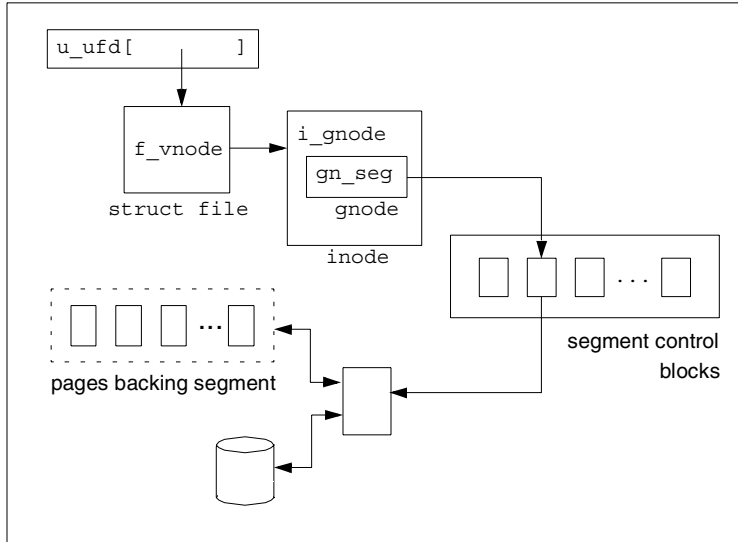 u_ufd[ ]
f_vnode
struct file
i_gnode
gn_seg
gnode
inode
...
segment control
blocks
...
pages backing segment